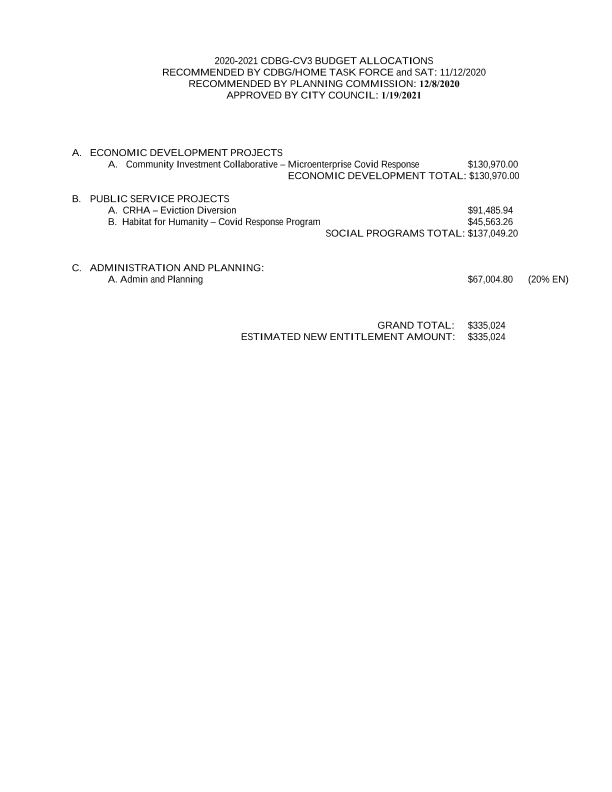 2020-2021 CDBG-CV3 BUDGET ALLOCATIONS
RECOMMENDED BY CDBG/HOME TASK FORCE and SAT: 11/12/2020
RECOMMENDED BY PLANNING COMMISSION: 12/8/2020
APPROVED BY CITY COUNCIL: 1/19/2021
A. ECONOMIC DEVELOPMENT PROJECTS
A. Community Investment Collaborative – Microenterprise Covid Response $130,970.00
ECONOMIC DEVELOPMENT TOTAL: $130,970.00
B. PUBLIC SERVICE PROJECTS
A. CRHA – Eviction Diversion $91,485.94
B. Habitat for Humanity – Covid Response Program $45,563.26
SOCIAL PROGRAMS TOTAL: $137,049.20
C. ADMINISTRATION AND PLANNING:
A. Admin and Planning $67,004.80 (20% EN)
GRAND TOTAL: $335,024
ESTIMATED NEW ENTITLEMENT AMOUNT: $335,024